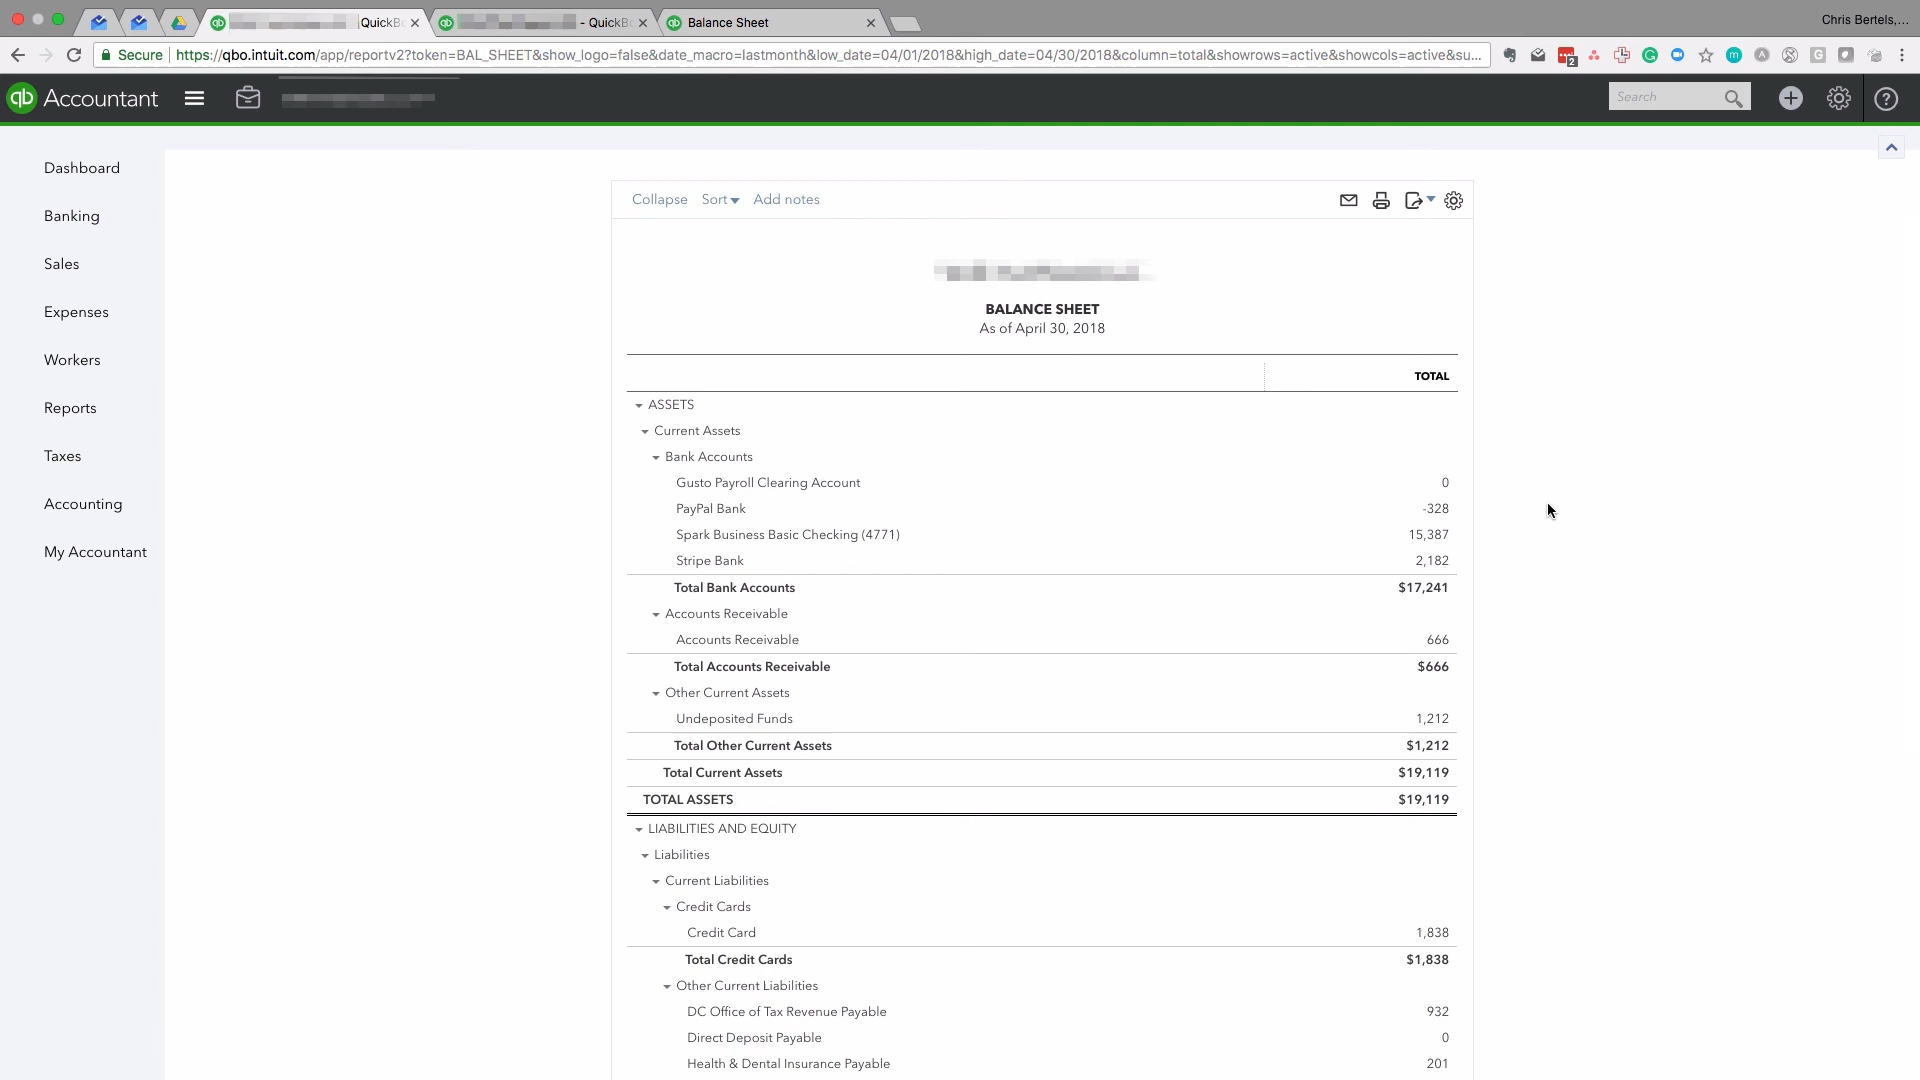 QuickBo
- QuickBo
Balance Sheet
Chris Bertels,...
Secure https://qbo.intuit.com/app/reportv2?token=BAL_SHEET&show_logo=false&date_macro=lastmonth&low_date=04/01/2018&high_date=04/30/2018&column=total&showrows=active&showcols=active&su...
2
qb Accountant
Search
Dashboard
Banking
Sales
Expenses
Workers
Reports
Taxes
Accounting
My Accountant
Collapse Sort Add notes
BALANCE SHEET
As of April 30, 2018
TOTAL
ASSETS
Current Assets
Bank Accounts
Gusto Payroll Clearing Account 0
PayPal Bank -328
Spark Business Basic Checking (4771) 15,387
Stripe Bank 2,182
Total Bank Accounts $17,241
Accounts Receivable
Accounts Receivable 666
Total Accounts Receivable $666
Other Current Assets
Undeposited Funds 1,212
Total Other Current Assets $1,212
Total Current Assets $19,119
TOTAL ASSETS $19,119
LIABILITIES AND EQUITY
Liabilities
Current Liabilities
Credit Cards
Credit Card 1,838
Total Credit Cards $1,838
Other Current Liabilities
DC Office of Tax Revenue Payable 932
Direct Deposit Payable 0
Health & Dental Insurance Payable 201